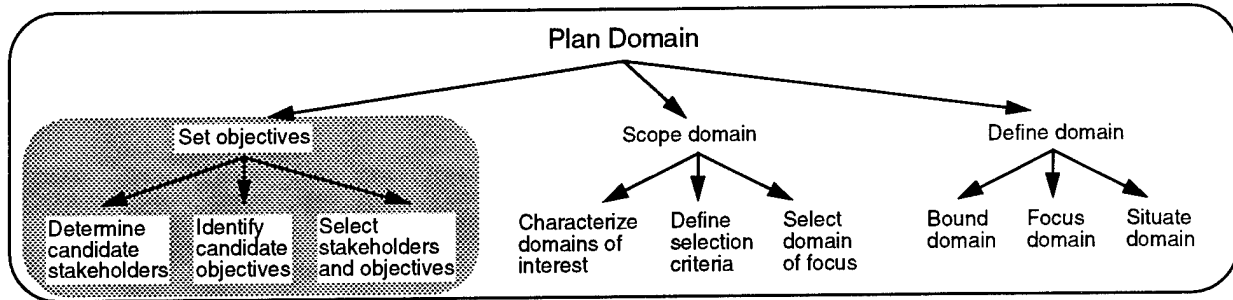 Plan Domain
Set objectives
Scope domain
Define domain
Determine
candidate
stakeholders
Identify
candidate
objectives
Select
stakeholders
and objectives
Characterize
domains of
interest
Define
selection
criteria
Select
domain
of focus
Bound
domain
Focus
domain
Situate
domain